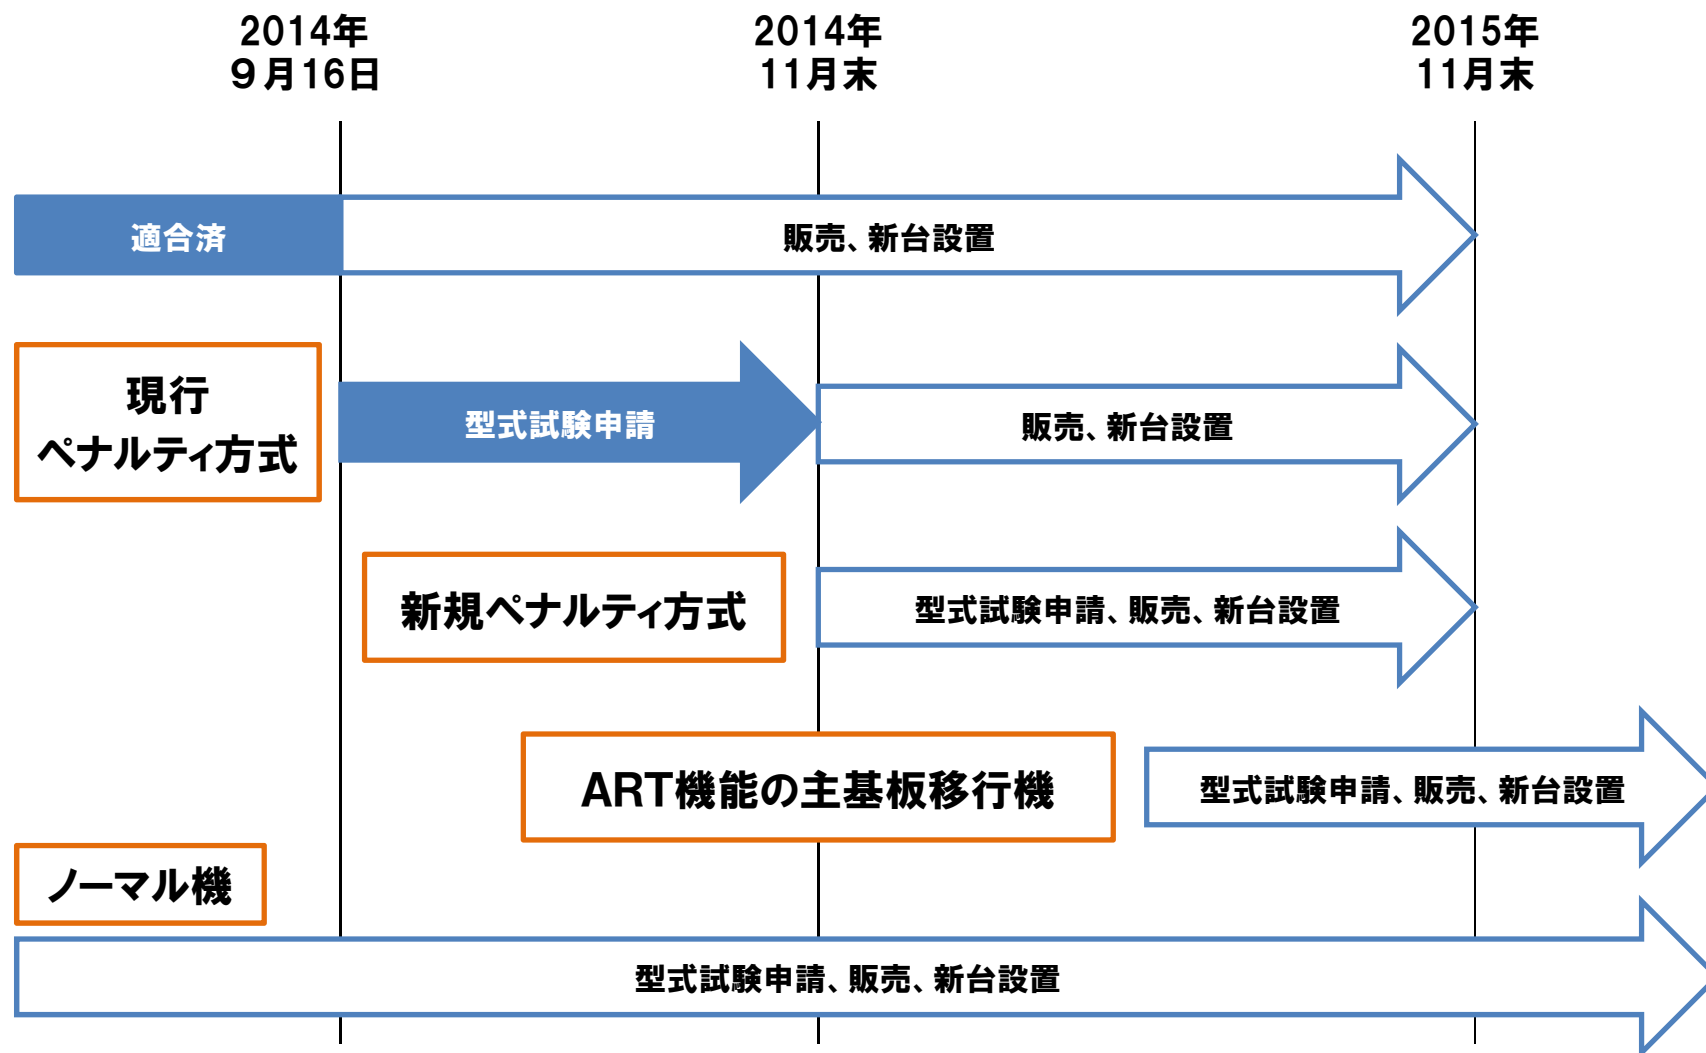 2014年
９月16日
2014年
11月末
2015年
11月末
適合済
販売、新台設置
現行
ペナルティ方式
型式試験申請
販売、新台設置
新規ペナルティ方式
型式試験申請、販売、新台設置
ART機能の主基板移行機
型式試験申請、販売、新台設置
ノーマル機
型式試験申請、販売、新台設置